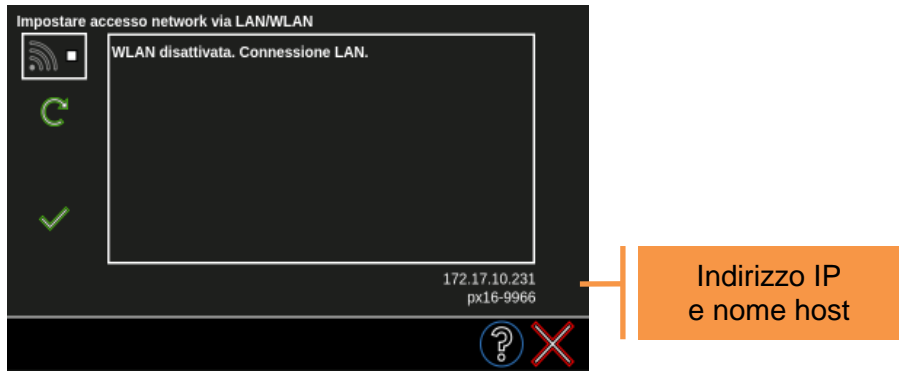 Impostare accesso network via LAN/WLAN
WLAN disattivata. Connessione LAN.
172.17.10.231
px16-9966
Indirizzo IP
e nome host